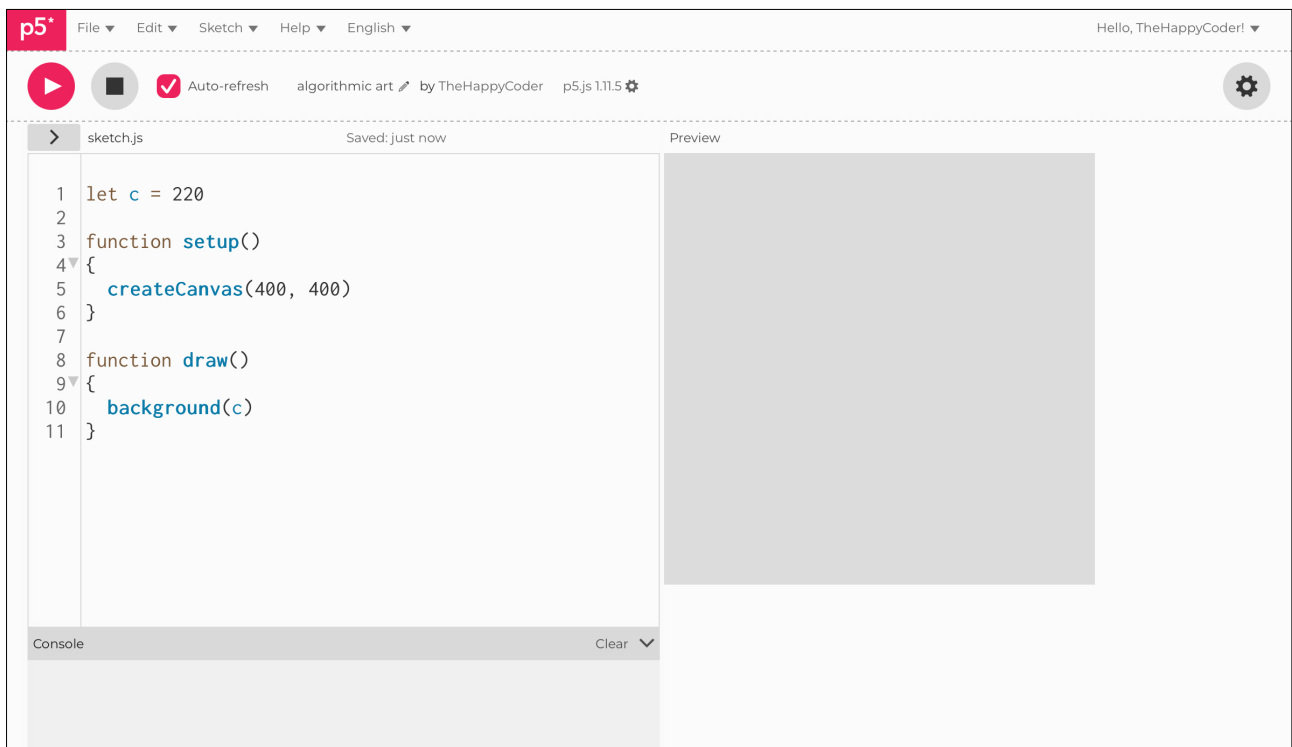 p5* File Edit Sketch Help English Hello, TheHappyCoder!
Auto-refresh algorithmic art by TheHappyCoder p5.js 1.11.5
sketch.js Saved: just now Preview
1 let c = 220
2
3 function setup()
4 {
5 createCanvas(400, 400)
6 }
7
8 function draw()
9 {
10 background(c)
11 }
Console Clear